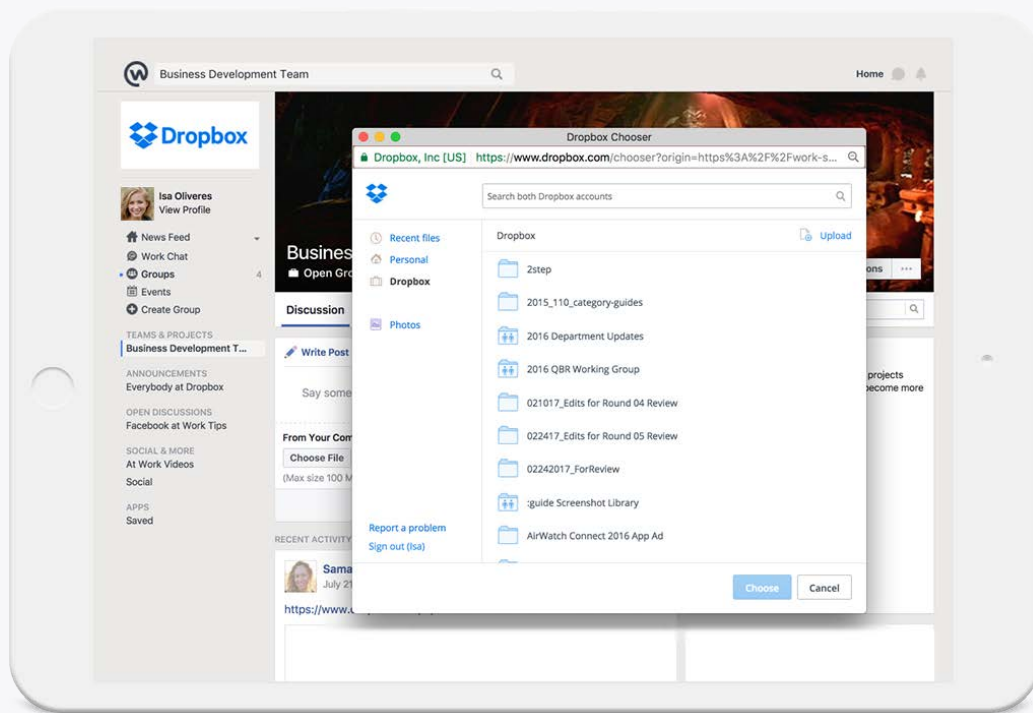 Business Development Team
Home
Dropbox
Isa Oliveres
View Profile
News Feed
Work Chat
Groups 4
Events
Create Group
TEAMS & PROJECTS
Business Development T...
ANNOUNCEMENTS
Everybody at Dropbox
OPEN DISCUSSIONS
Facebook at Work Tips
SOCIAL & MORE
At Work Videos
Social
APPS
Saved
Busines
Open Gro
ons ...
Discussion
Write Post
Say some
From Your Com
Choose File
(Max size 100 M
RECENT ACTIVITY
Sama
July 21
https://www.
projects
become more
Dropbox Chooser
Dropbox, Inc [US] https://www.dropbox.com/chooser?origin=https%3A%2F%2Fwork-s...
Search both Dropbox accounts
Recent files
Personal
Dropbox
Photos
Report a problem
Sign out (Isa)
Dropbox Upload
2step
2015_110_category-guides
2016 Department Updates
2016 QBR Working Group
021017_Edits for Round 04 Review
022417_Edits for Round 05 Review
02242017_ForReview
:guide Screenshot Library
AirWatch Connect 2016 App Ad
Choose Cancel